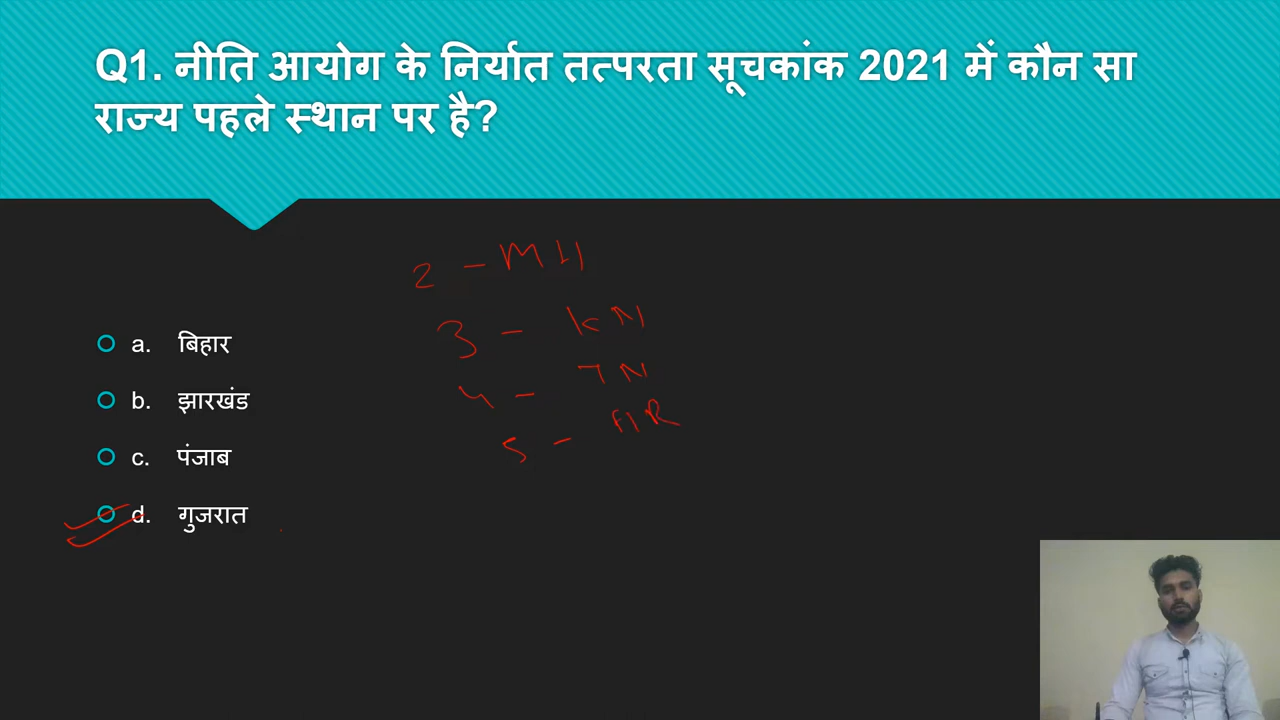 Q1. नीति आयोग के निर्यात तत्परता सूचकांक 2021 में कौन सा
राज्य पहले स्थान पर है?
2 - MH
3 - KN
4 - TN
5 - HR
a. बिहार
b. झारखंड
c. पंजाब
d. गुजरात